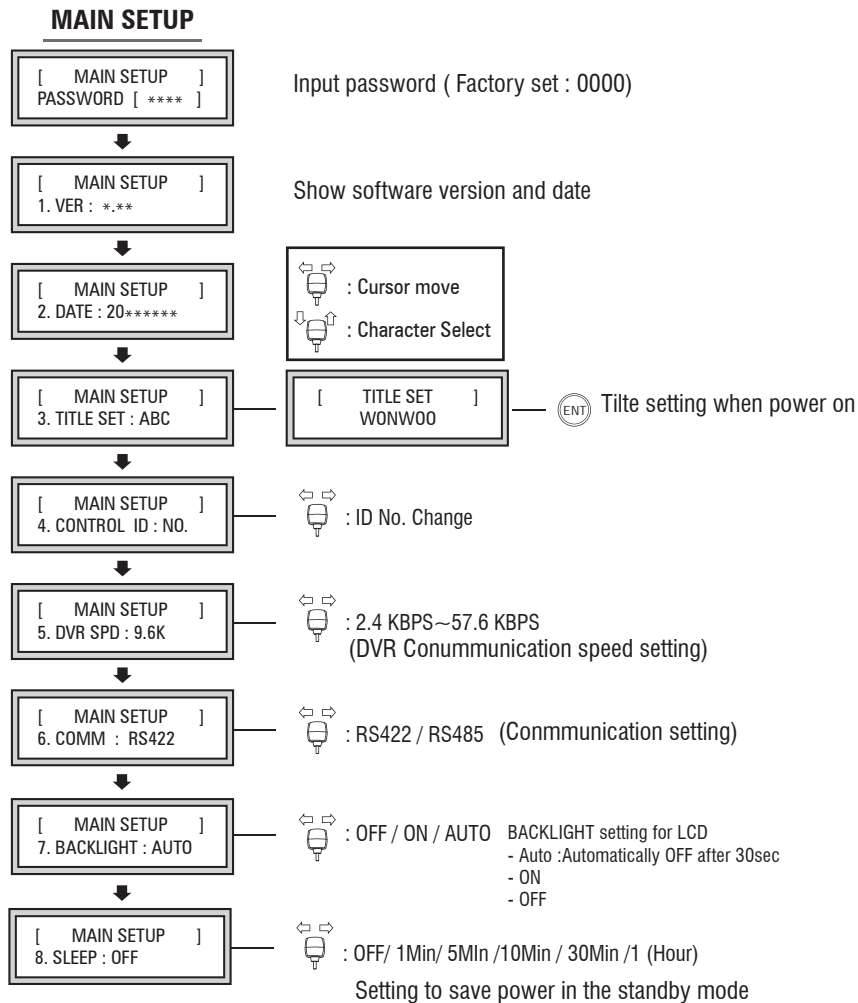 MAIN SETUP
[ MAIN SETUP ]
PASSWORD [ **** ]
Input password ( Factory set : 0000)
[ MAIN SETUP ]
1. VER : *.**
Show software version and date
[ MAIN SETUP ]
2. DATE : 20******
: Cursor move
: Character Select
[ MAIN SETUP ]
3. TITLE SET : ABC
[ TITLE SET ]
WONWOO
ENT Tilte setting when power on
[ MAIN SETUP ]
4. CONTROL ID : NO.
: ID No. Change
[ MAIN SETUP ]
5. DVR SPD : 9.6K
: 2.4 KBPS~57.6 KBPS
(DVR Conummunication speed setting)
[ MAIN SETUP ]
6. COMM : RS422
: RS422 / RS485 (Conmmunication setting)
[ MAIN SETUP ]
7. BACKLIGHT : AUTO
: OFF / ON / AUTO BACKLIGHT setting for LCD
- Auto :Automatically OFF after 30sec
- ON
- OFF
[ MAIN SETUP ]
8. SLEEP : OFF
: OFF/ 1Min/ 5MIn /10Min / 30Min /1 (Hour)
Setting to save power in the standby mode